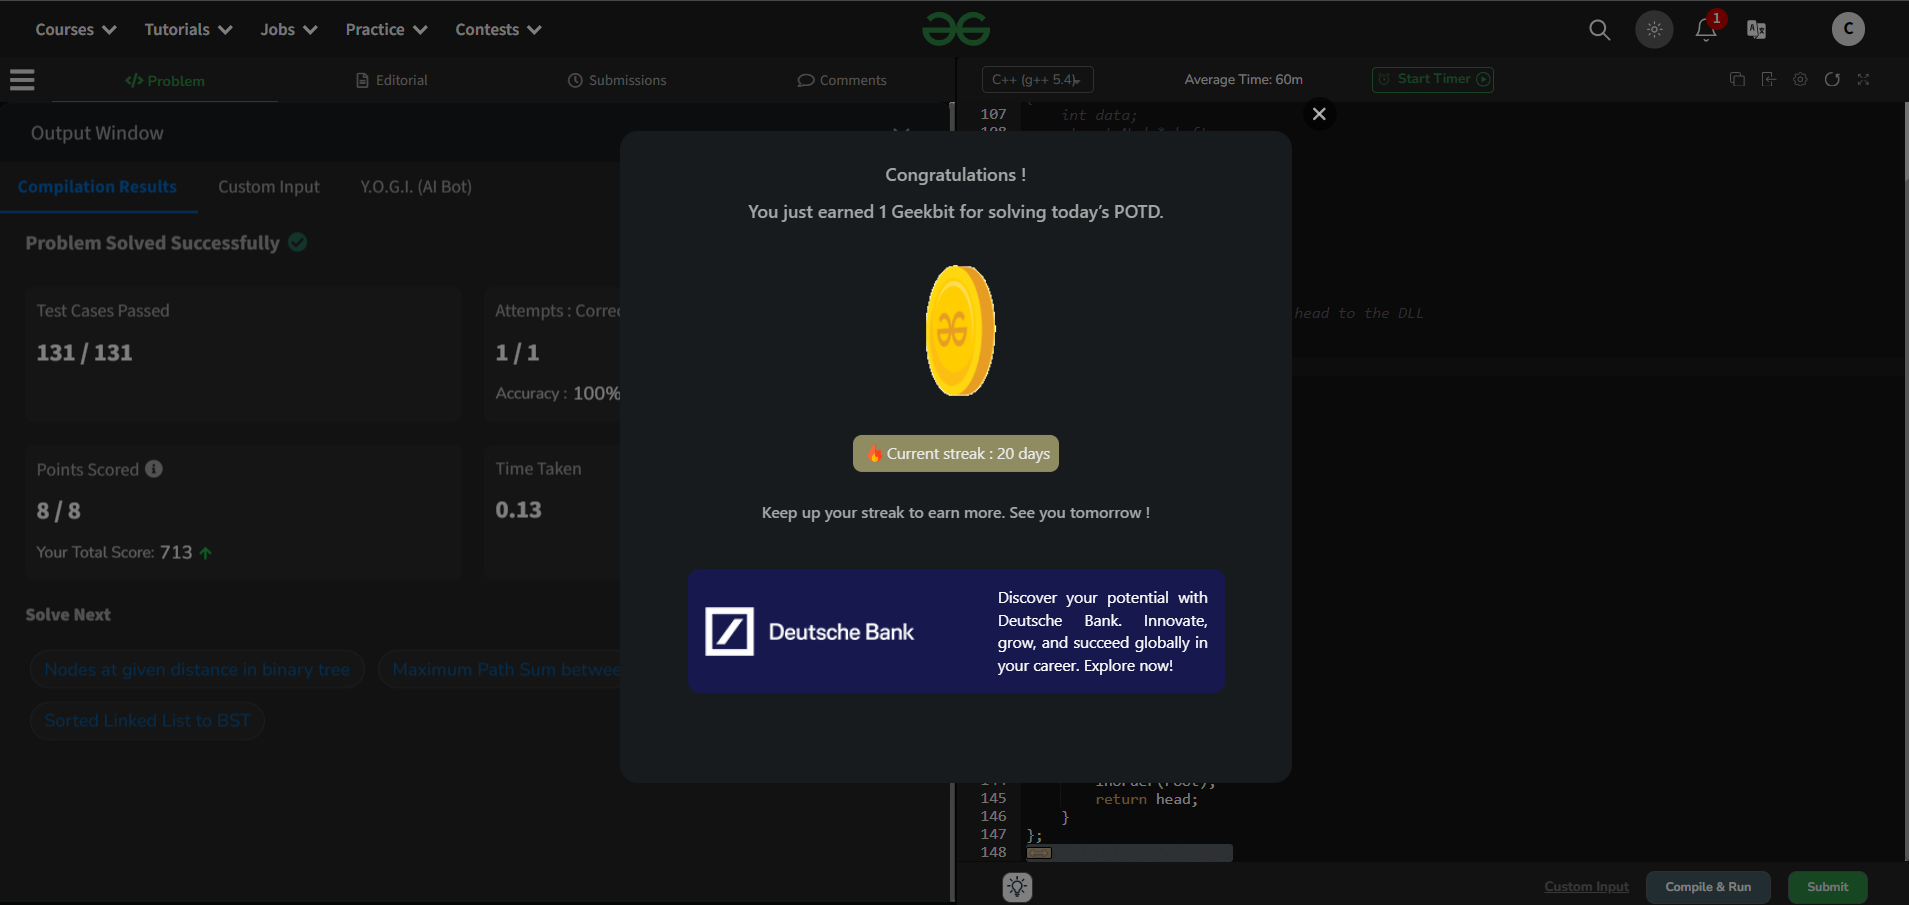 Courses
Tutorials
Jobs
Practice
Contests
1
C
</> Problem
Editorial
Submissions
Comments
C++ (g++ 5.4)
Average Time: 60m
Start Timer
Output Window
Compilation Results
Custom Input
Y.O.G.I. (AI Bot)
Problem Solved Successfully
Test Cases Passed
131 / 131
Attempts : Correc
1 / 1
Accuracy : 100%
Points Scored
8 / 8
Your Total Score: 713
Time Taken
0.13
Solve Next
Nodes at given distance in binary tree
Maximum Path Sum betwee
Sorted Linked List to BST
Congratulations !
You just earned 1 Geekbit for solving today's POTD.
Current streak : 20 days
Keep up your streak to earn more. See you tomorrow !
Deutsche Bank
Discover your potential with
Deutsche Bank. Innovate,
grow, and succeed globally in
your career. Explore now!
107 int data;
108
head to the DLL
inorder(root);
145 return head;
146 }
147 };
148
Custom Input
Compile & Run
Submit